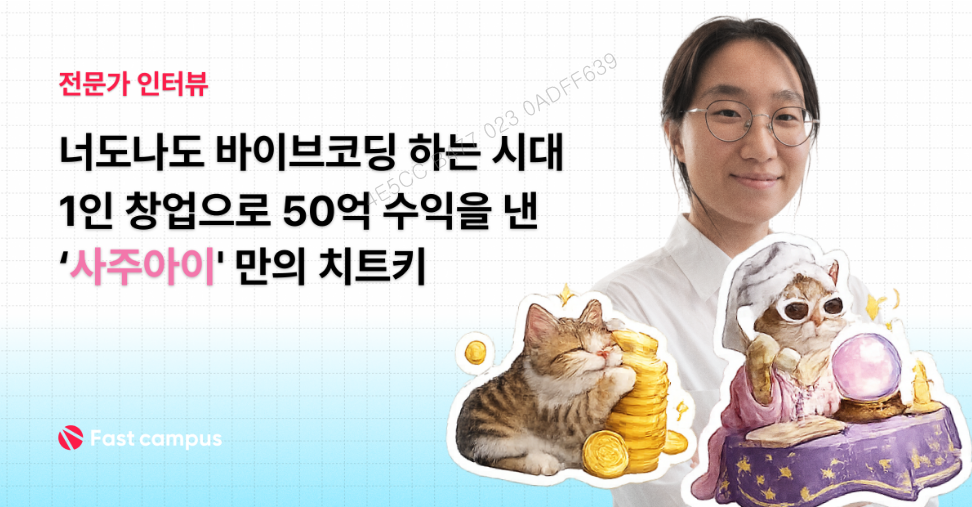 전문가 인터뷰
너도나도 바이브코딩 하는 시대
1인 창업으로 50억 수익을 낸
‘사주아이' 만의 치트키
Fast campus